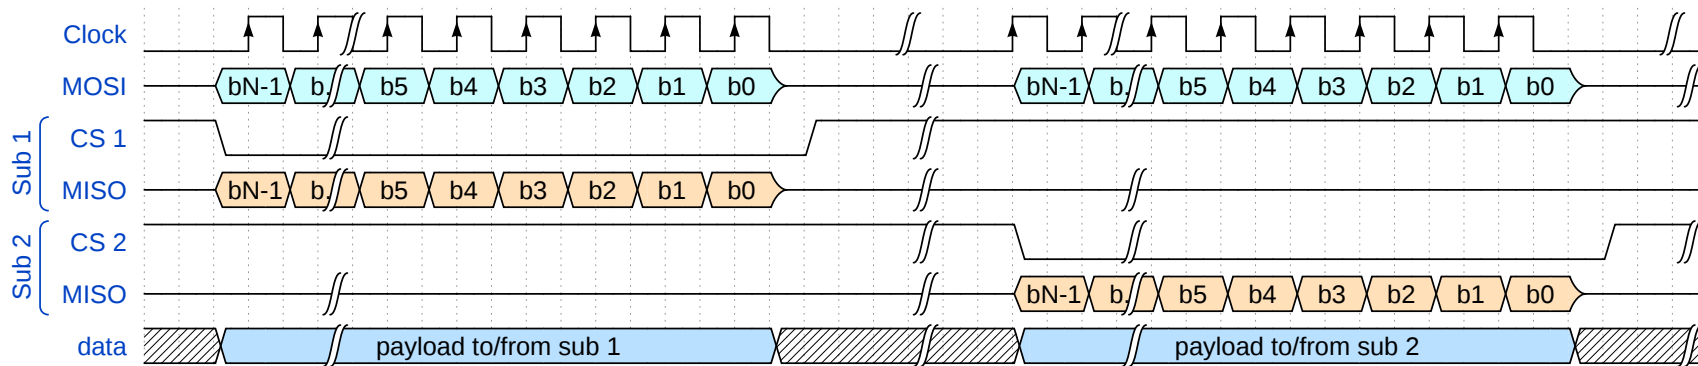 Clock
MOSI bN-1 b. b5 b4 b3 b2 b1 b0 bN-1 b. b5 b4 b3 b2 b1 b0
Sub 1
CS 1
MISO bN-1 b. b5 b4 b3 b2 b1 b0
Sub 2
CS 2
MISO bN-1 b. b5 b4 b3 b2 b1 b0
data payload to/from sub 1 payload to/from sub 2